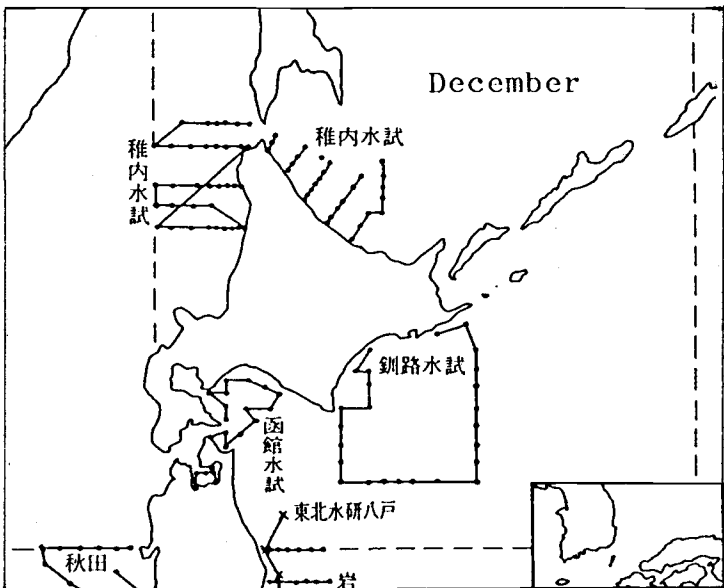 December
稚内水試
稚内水試
釧路水試
函館水試
東北水研八戸
秋田
岩